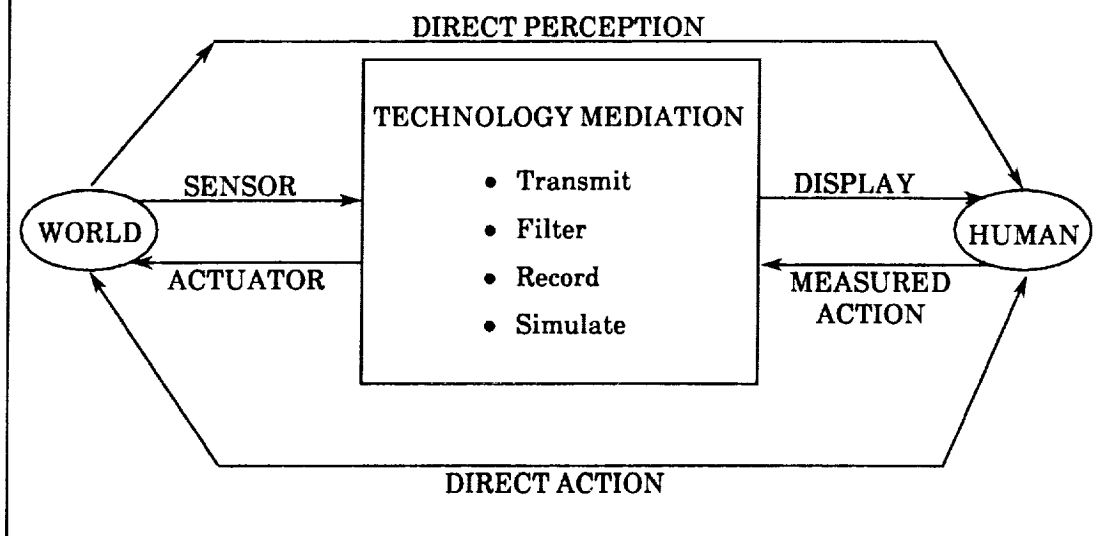 DIRECT PERCEPTION
TECHNOLOGY MEDIATION
• Transmit
• Filter
• Record
• Simulate
SENSOR
DISPLAY
WORLD
HUMAN
ACTUATOR
MEASURED
ACTION
DIRECT ACTION